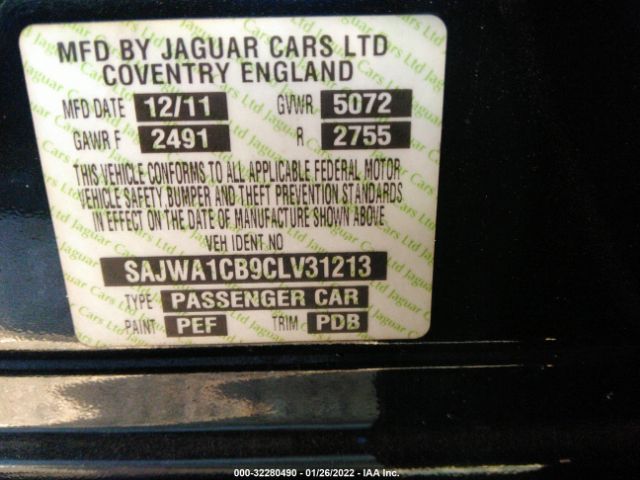 MFD BY JAGUAR CARS LTD
COVENTRY ENGLAND
MFD DATE 12/11 GVWR 5072
GAWR F 2491 R 2755
THIS VEHICLE CONFORMS TO ALL APPLICABLE FEDERAL MOTOR
VEHICLE SAFETY, BUMPER AND THEFT PREVENTION STANDARDS
IN EFFECT ON THE DATE OF MANUFACTURE SHOWN ABOVE
VEH IDENT NO
SAJWA1CB9CLV31213
TYPE PASSENGER CAR
PAINT PEF TRIM PDB
000-32280490 - 01/26/2022 - IAA Inc.